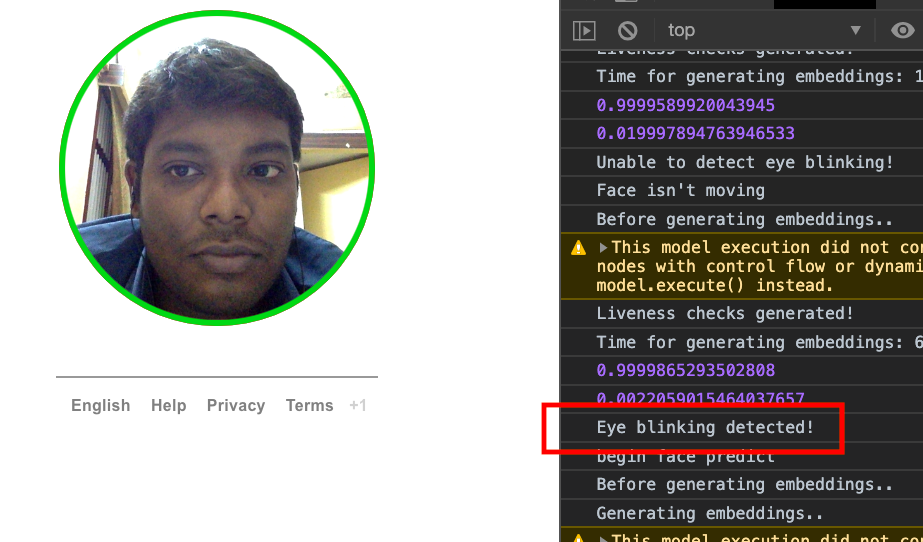 English Help Privacy Terms +1
top
Liveness checks generated!
Time for generating embeddings: 1
0.9999589920043945
0.019997894763946533
Unable to detect eye blinking!
Face isn't moving
Before generating embeddings..
This model execution did not con
nodes with control flow or dynami
model.execute() instead.
Liveness checks generated!
Time for generating embeddings: 6
0.9999865293502808
0.0022059015464037657
Eye blinking detected!
begin face predict
Before generating embeddings..
Generating embeddings..
This model execution did not con